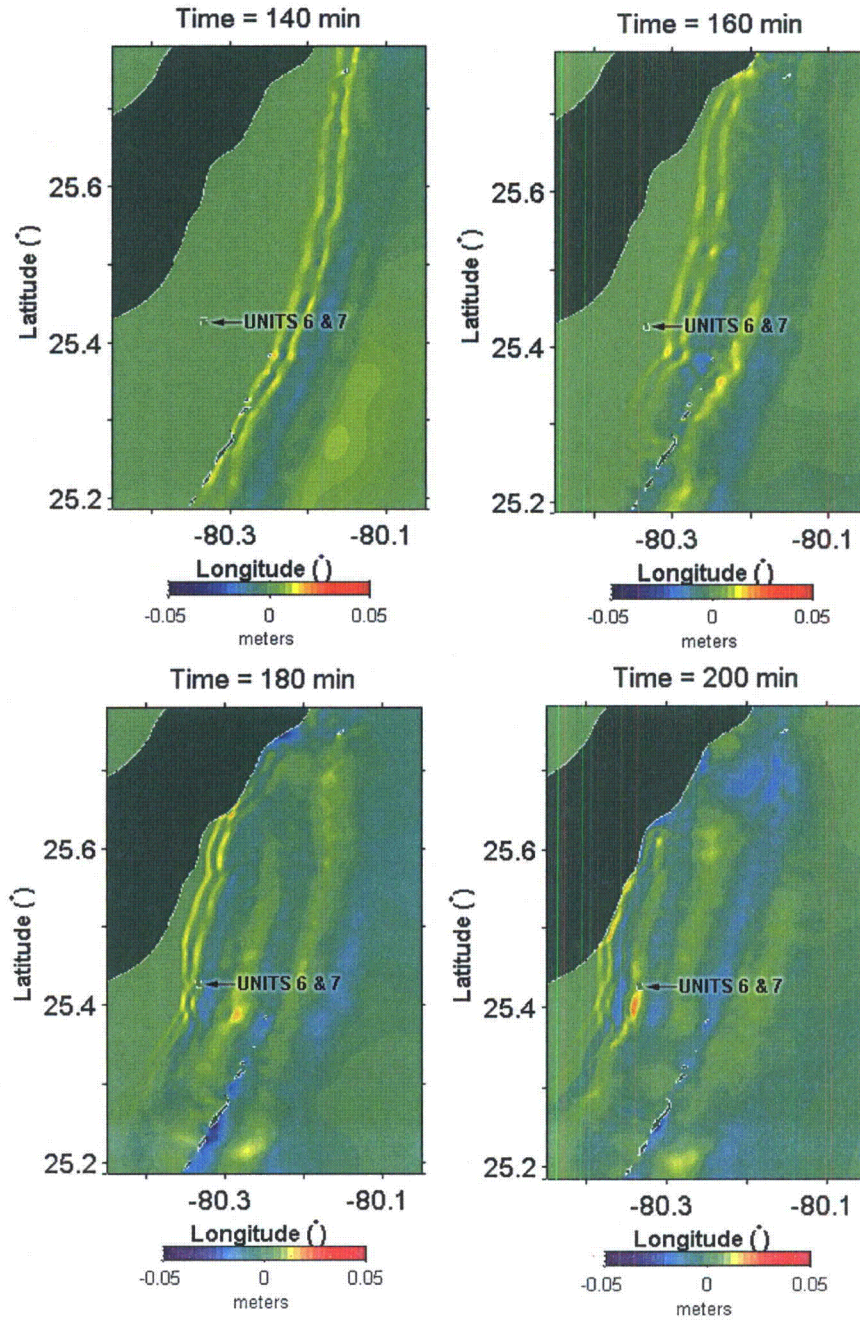 Time = 140 min
Latitude (°)
25.6
25.4
25.2
UNITS 6 & 7
-80.3
-80.1
Longitude (°)
-0.05
0
0.05
meters
Time = 160 min
Latitude (°)
25.6
25.4
25.2
UNITS 6 & 7
-80.3
-80.1
Longitude (°)
-0.05
0
0.05
meters
Time = 180 min
Latitude (°)
25.6
25.4
25.2
UNITS 6 & 7
-80.3
-80.1
Longitude (°)
-0.05
0
0.05
meters
Time = 200 min
Latitude (°)
25.6
25.4
25.2
UNITS 6 & 7
-80.3
-80.1
Longitude (°)
-0.05
0
0.05
meters